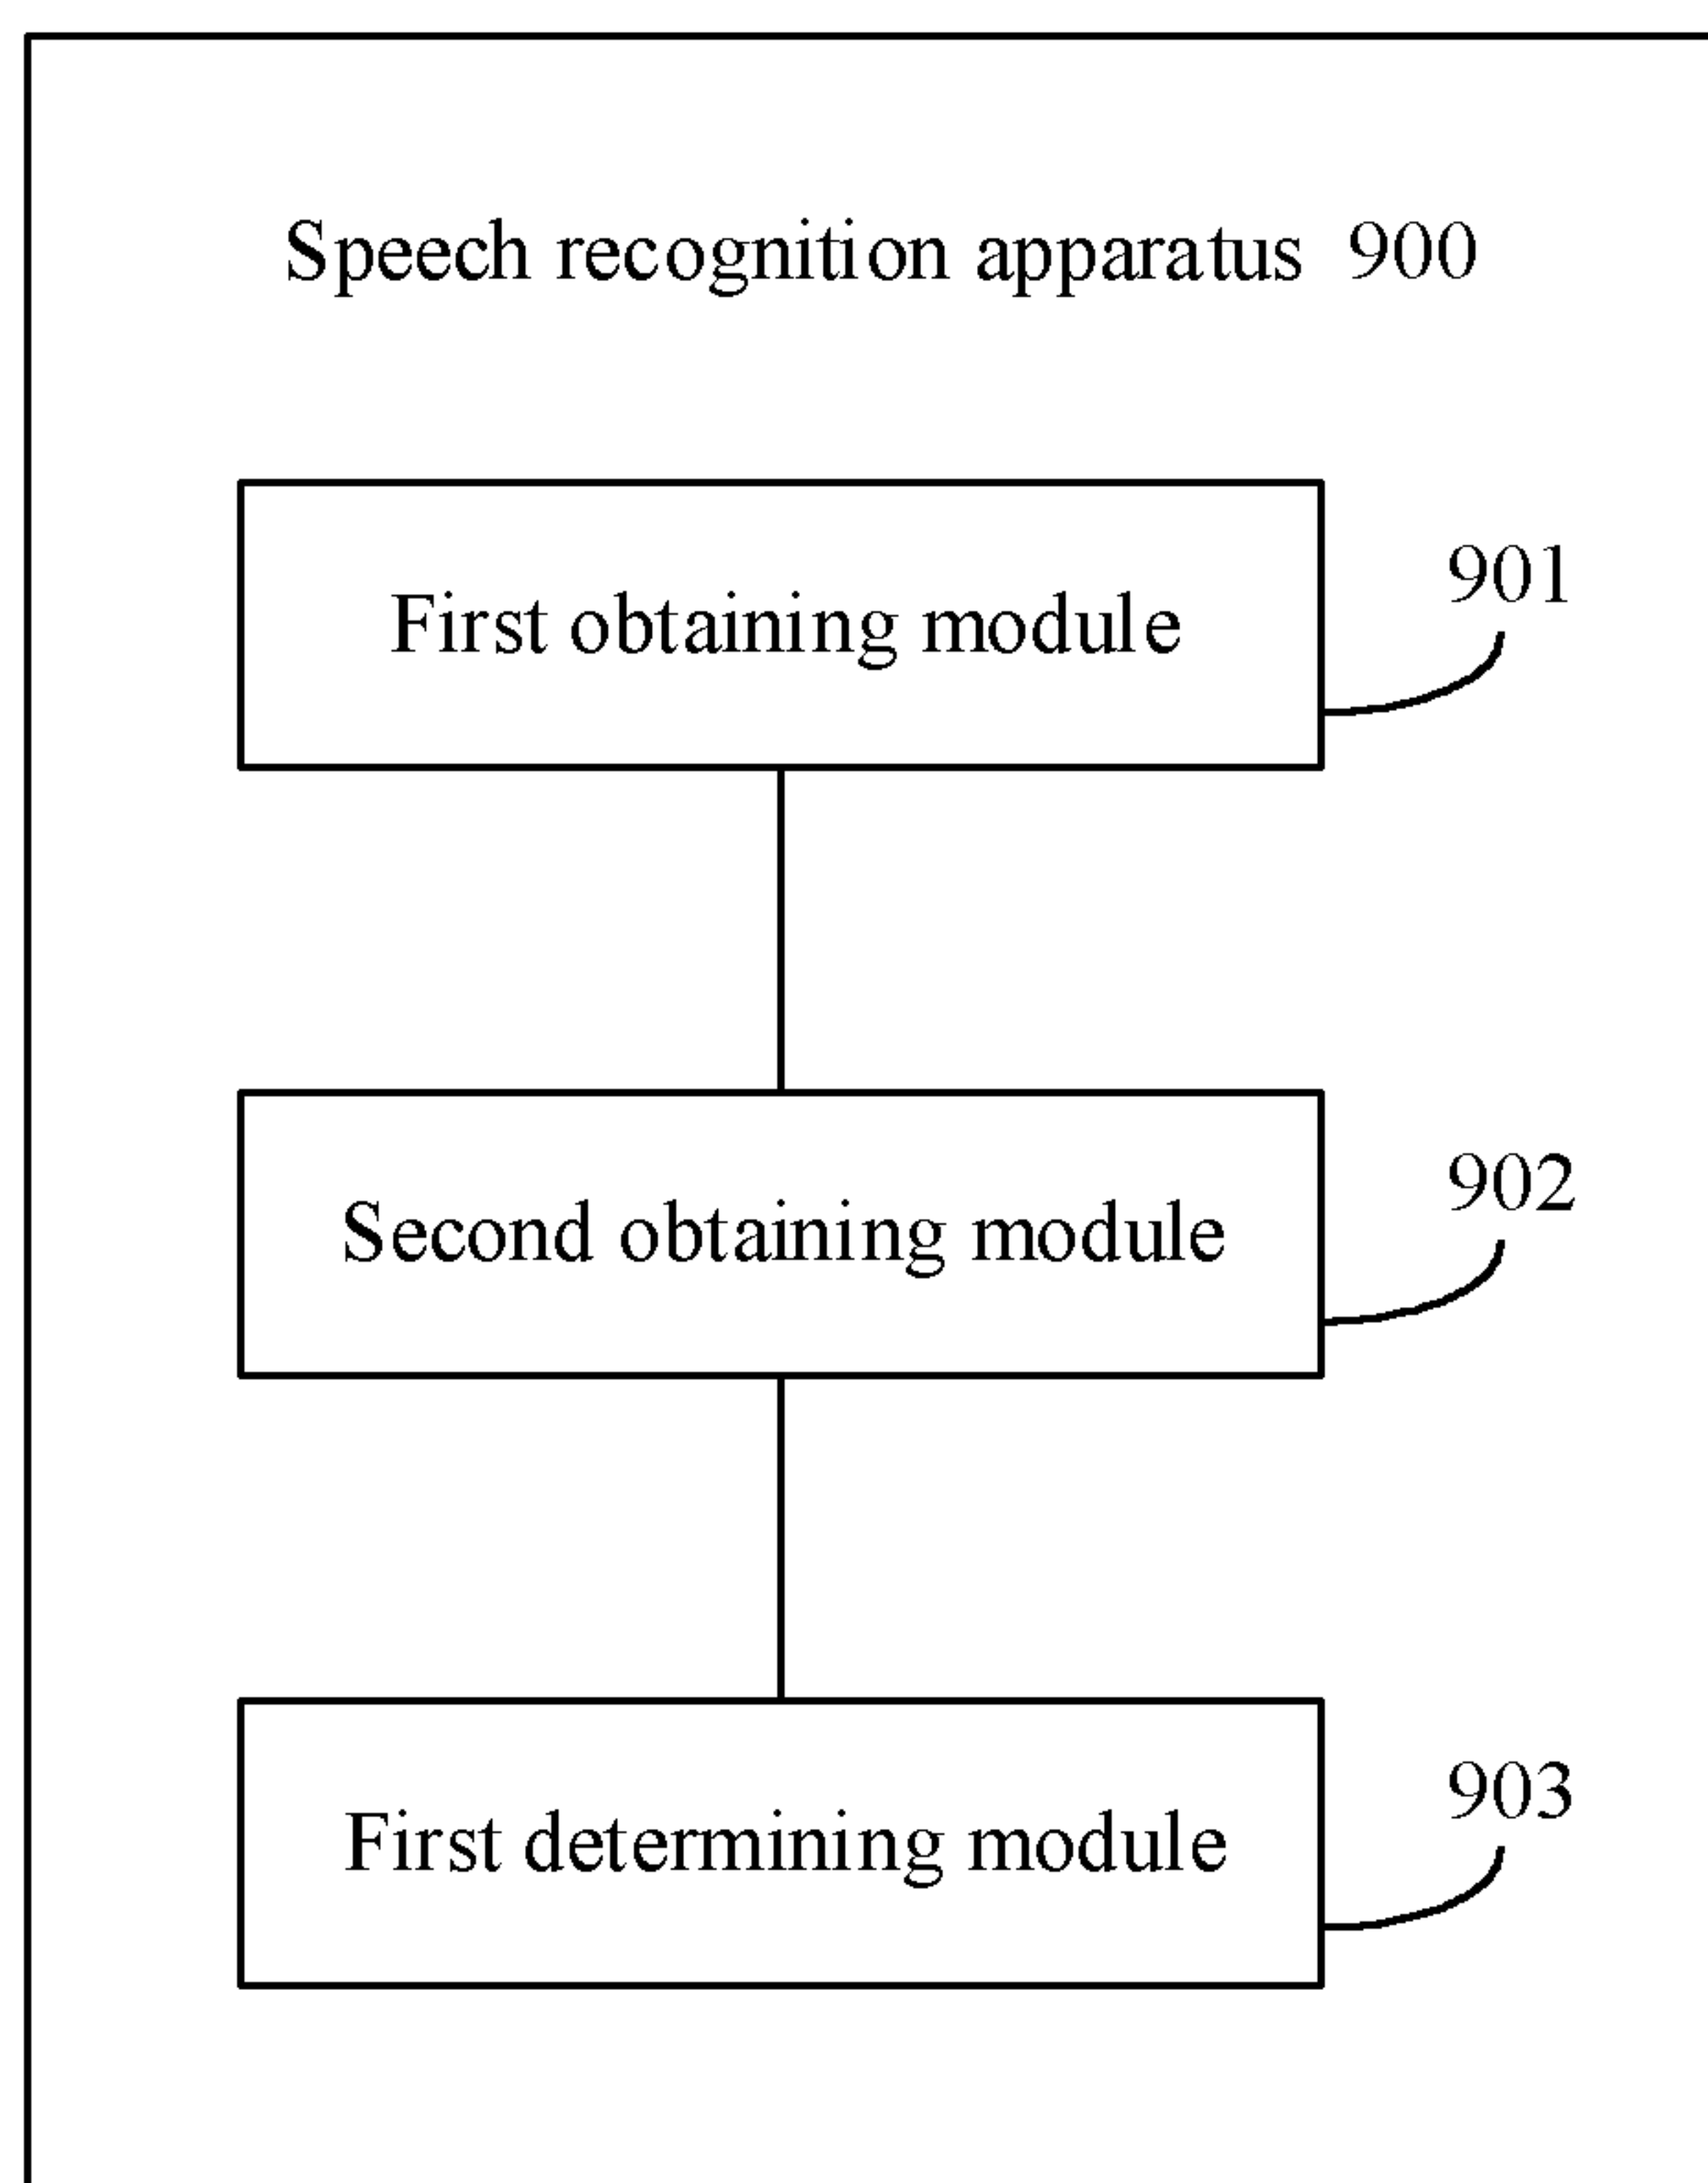 Speech recognition apparatus 900
First obtaining module
901
Second obtaining module
902
First determining module
903